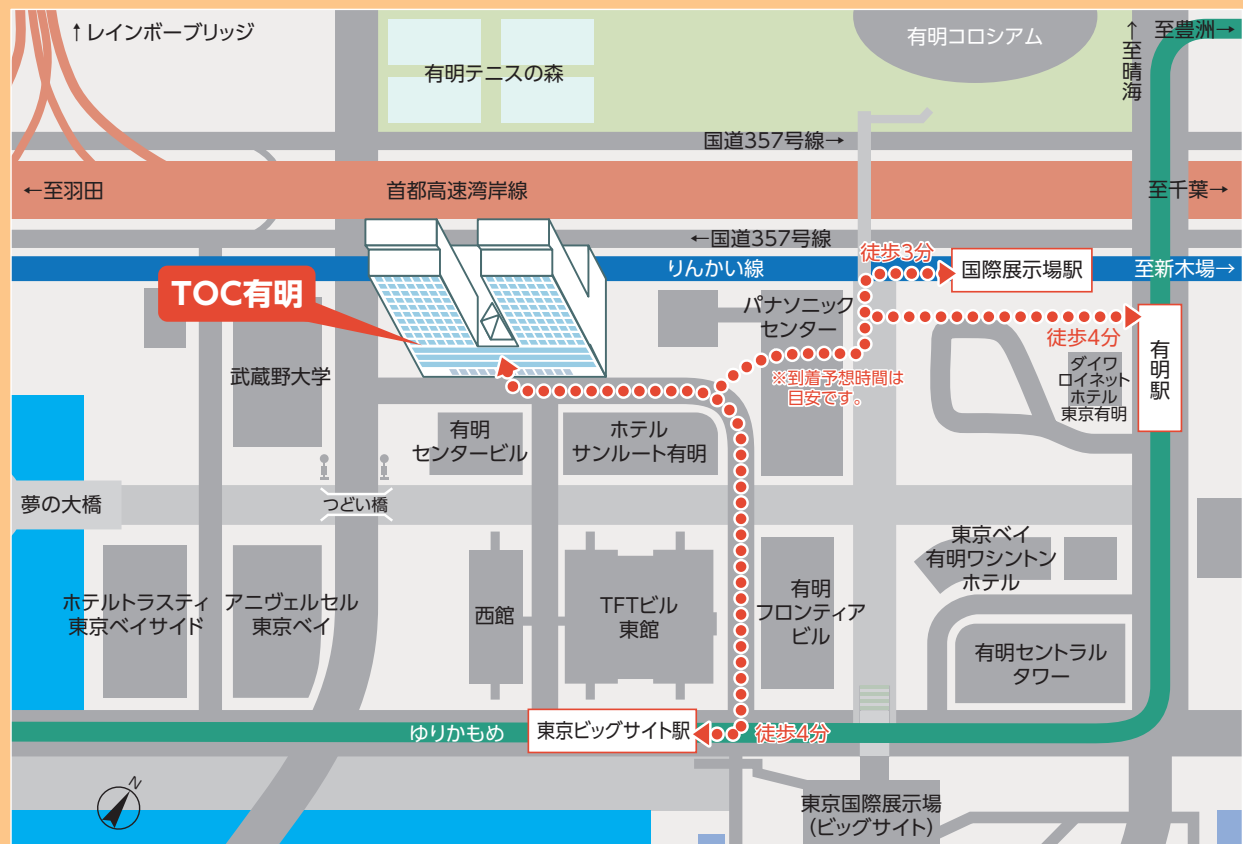 ↑レインボーブリッジ
有明テニスの森
有明コロシアム
↑至晴海
至豊洲→
国道357号線→
←至羽田
首都高速湾岸線
至千葉→
←国道357号線
りんかい線
徒歩3分
国際展示場駅
至新木場→
TOC有明
パナソニック
センター
徒歩4分
有明駅
※到着予想時間は
目安です。
ダイワ
ロイネット
ホテル
東京有明
武蔵野大学
有明
センタービル
ホテル
サンルート有明
夢の大橋
つどい橋
ホテルトラスティ
東京ベイサイド
アニヴェルセル
東京ベイ
西館
TFTビル
東館
有明
フロンティア
ビル
東京ベイ
有明ワシントン
ホテル
有明セントラル
タワー
ゆりかもめ
東京ビッグサイト駅
徒歩4分
N
東京国際展示場
(ビッグサイト)